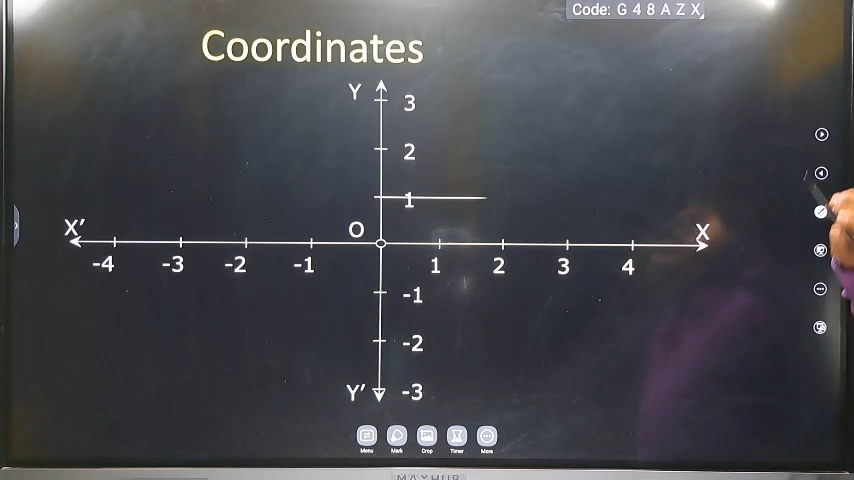 Code: G 4 8 A Z X
Coordinates
Y
3
2
1
X′ O X
-4 -3 -2 -1 1 2 3 4
-1
-2
Y′ -3
Menu Mark Crop Timer More
MAXHUB